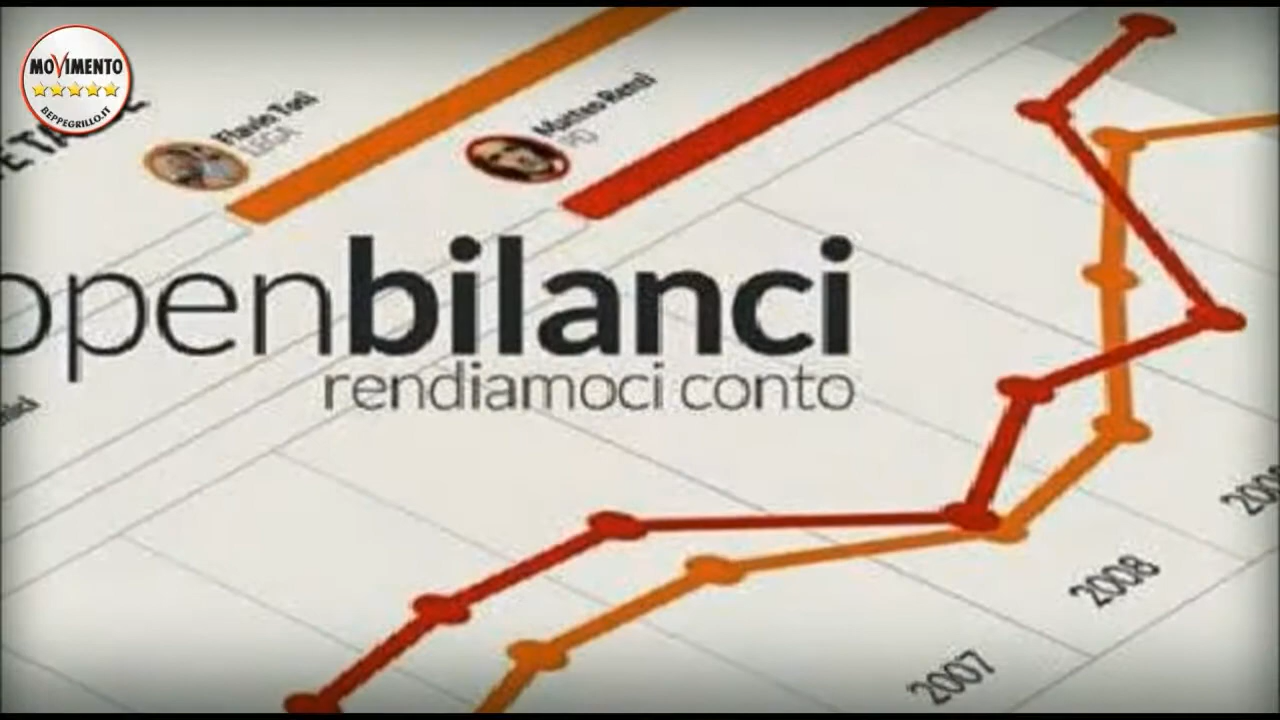 MOVIMENTO
BEPPEGRILLO.IT
Flavio Tosi
LEGA
Matteo Renzi
PD
openbilanci
rendiamoci conto
2008
2007